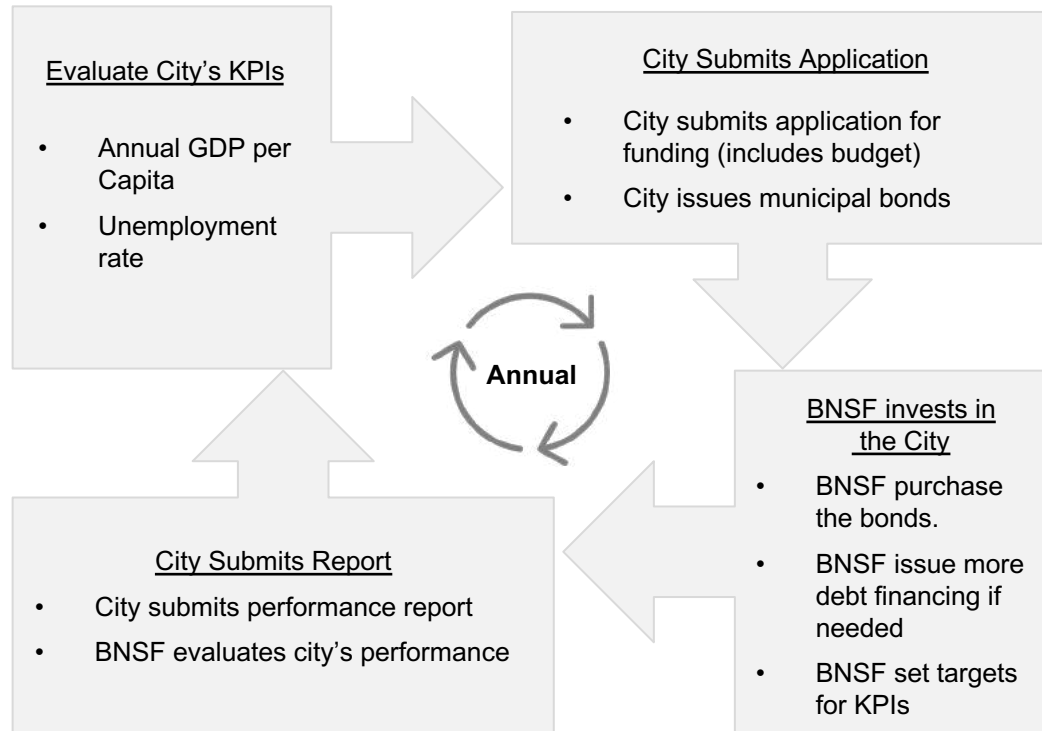 Evaluate City's KPIs
• Annual GDP per
Capita
• Unemployment
rate
City Submits Application
• City submits application for
funding (includes budget)
• City issues municipal bonds
Annual
BNSF invests in
the City
• BNSF purchase
the bonds.
• BNSF issue more
debt financing if
needed
• BNSF set targets
for KPIs
City Submits Report
• City submits performance report
• BNSF evaluates city's performance